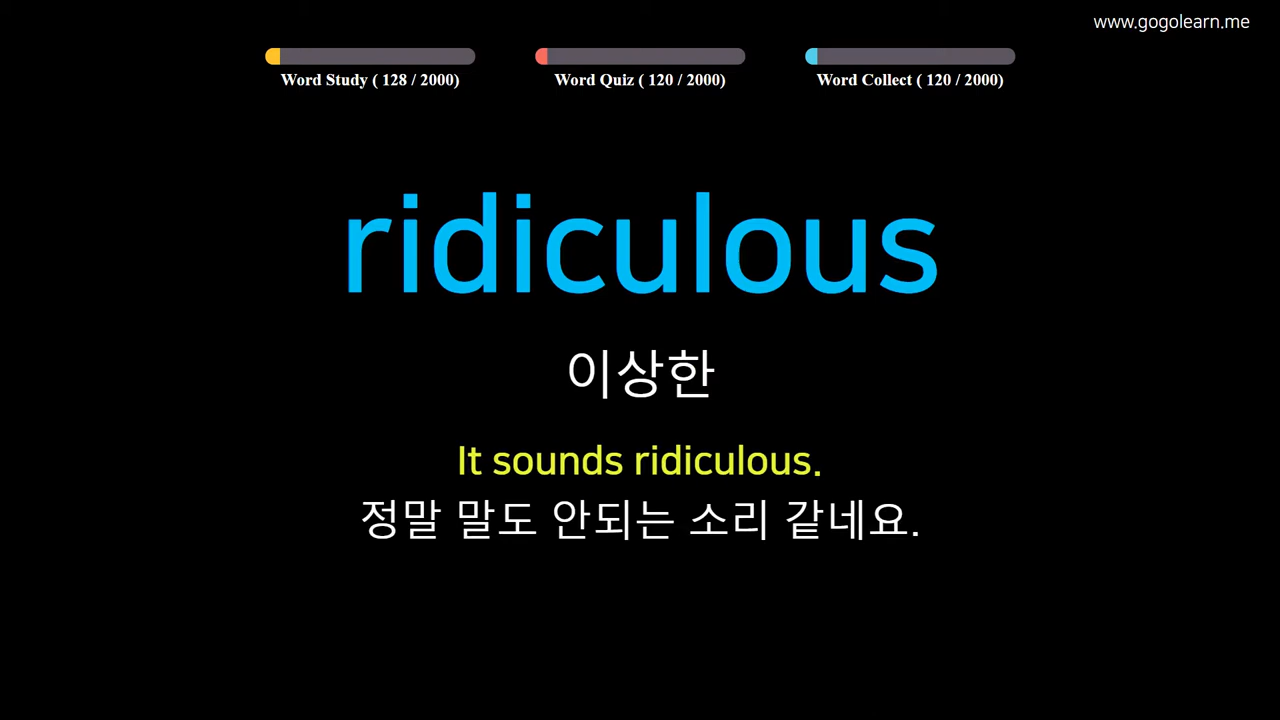 www.gogolearn.me
Word Study ( 128 / 2000)
Word Quiz ( 120 / 2000)
Word Collect ( 120 / 2000)
ridiculous
이상한
It sounds ridiculous.
정말 말도 안되는 소리 같네요.